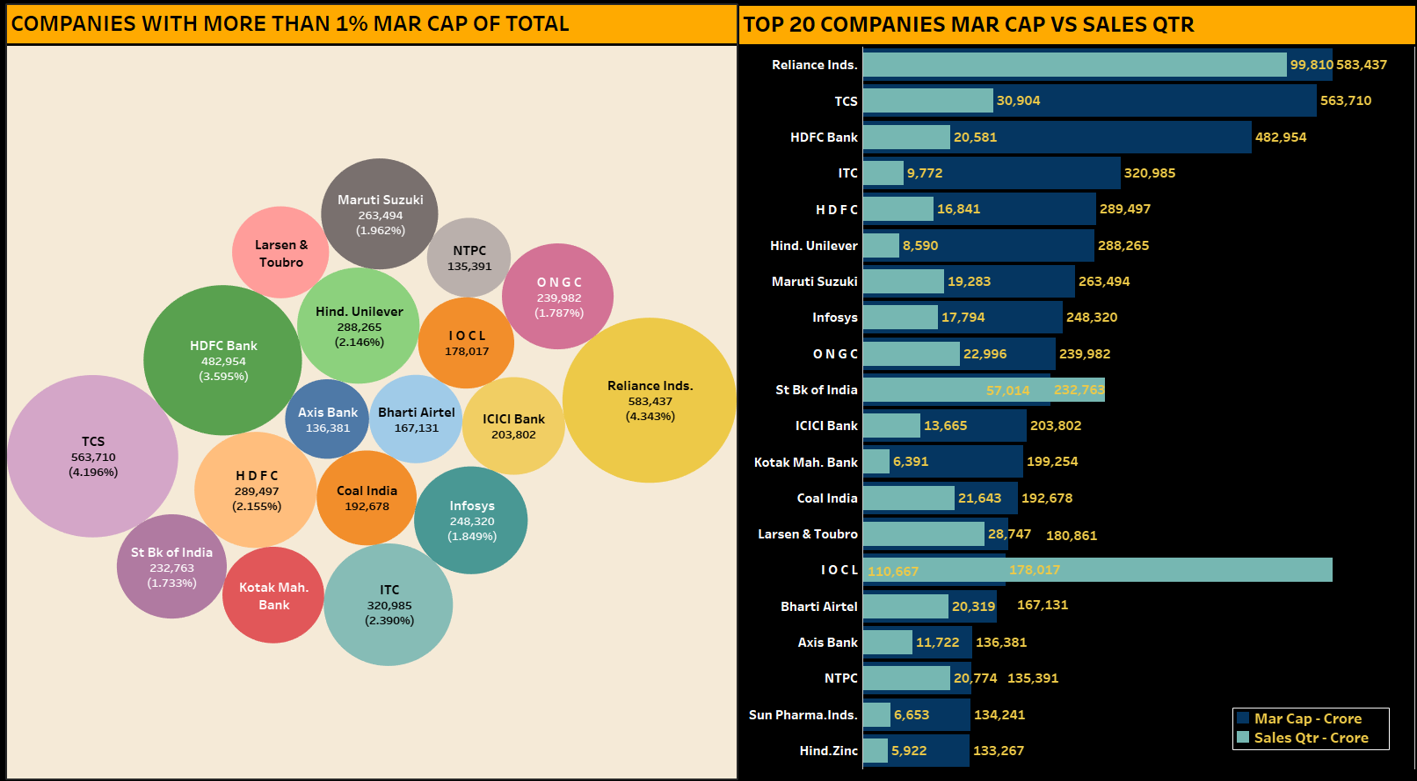 COMPANIES WITH MORE THAN 1% MAR CAP OF TOTAL
Maruti Suzuki
263,494
(1.962%)
Larsen &
Toubro
NTPC
135,391
O N G C
239,982
(1.787%)
Hind. Unilever
288,265
(2.146%)
HDFC Bank
482,954
(3.595%)
I O C L
178,017
Reliance Inds.
583,437
(4.343%)
Axis Bank
136,381
Bharti Airtel
167,131
ICICI Bank
203,802
TCS
563,710
(4.196%)
H D F C
289,497
(2.155%)
Coal India
192,678
Infosys
248,320
(1.849%)
St Bk of India
232,763
(1.733%)
Kotak Mah.
Bank
ITC
320,985
(2.390%)
TOP 20 COMPANIES MAR CAP VS SALES QTR
Reliance Inds. 99,810 583,437
TCS 30,904 563,710
HDFC Bank 20,581 482,954
ITC 9,772 320,985
H D F C 16,841 289,497
Hind. Unilever 8,590 288,265
Maruti Suzuki 19,283 263,494
Infosys 17,794 248,320
O N G C 22,996 239,982
St Bk of India 57,014 232,763
ICICI Bank 13,665 203,802
Kotak Mah. Bank 6,391 199,254
Coal India 21,643 192,678
Larsen & Toubro 28,747 180,861
I O C L 110,667 178,017
Bharti Airtel 20,319 167,131
Axis Bank 11,722 136,381
NTPC 20,774 135,391
Sun Pharma.Inds. 6,653 134,241
Hind.Zinc 5,922 133,267
Mar Cap - Crore
Sales Qtr - Crore